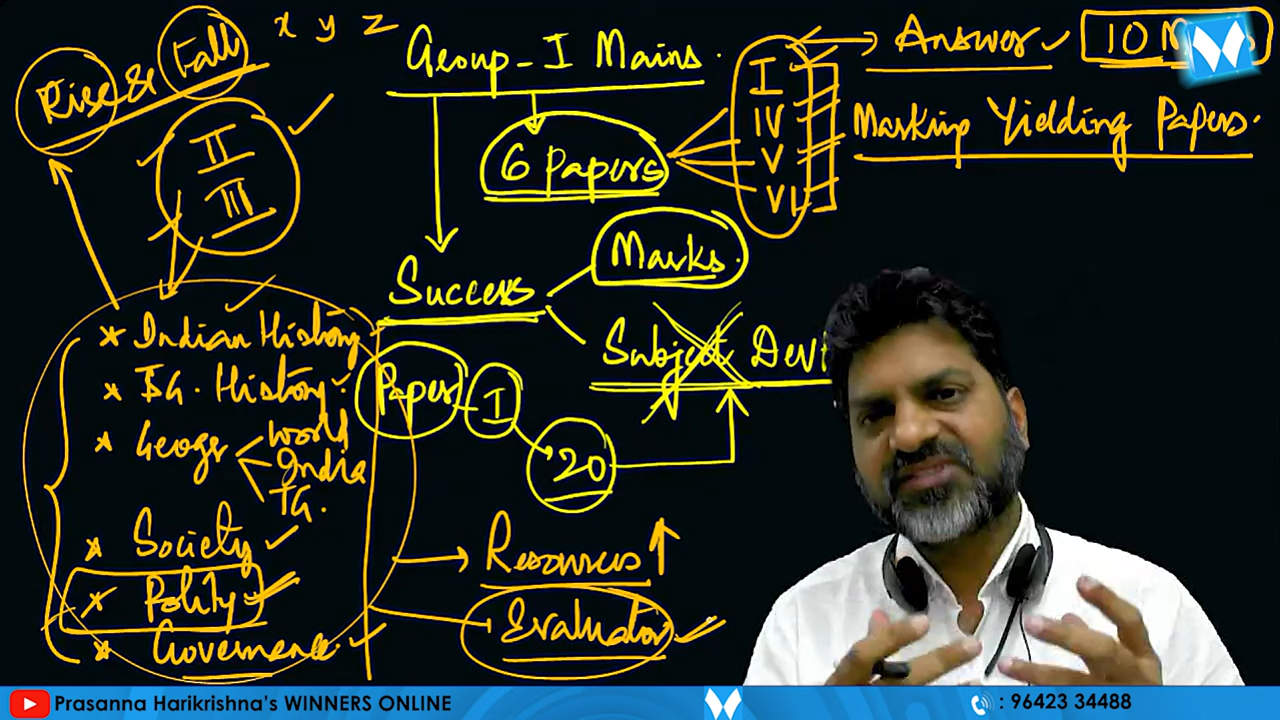 Rise & Fall
x y z
Group - I Mains.
I
IV
V
VI
→ Answer
10
Marking Yielding Papers.
6 papers
II
III
Success
Marks.
Subject
Paper - I
20
* Indian History
* TG. History
* Geogr
World
India
TG.
* Society
* Polity
* Governance
Resources ↑
Evaluator
Prasanna Harikrishna's WINNERS ONLINE
: 96423 34488